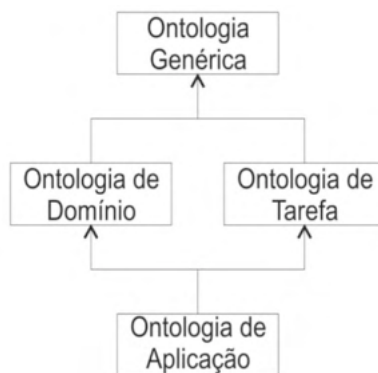 Ontologia
Genérica
Ontologia de
Domínio
Ontologia de
Tarefa
Ontologia de
Aplicação